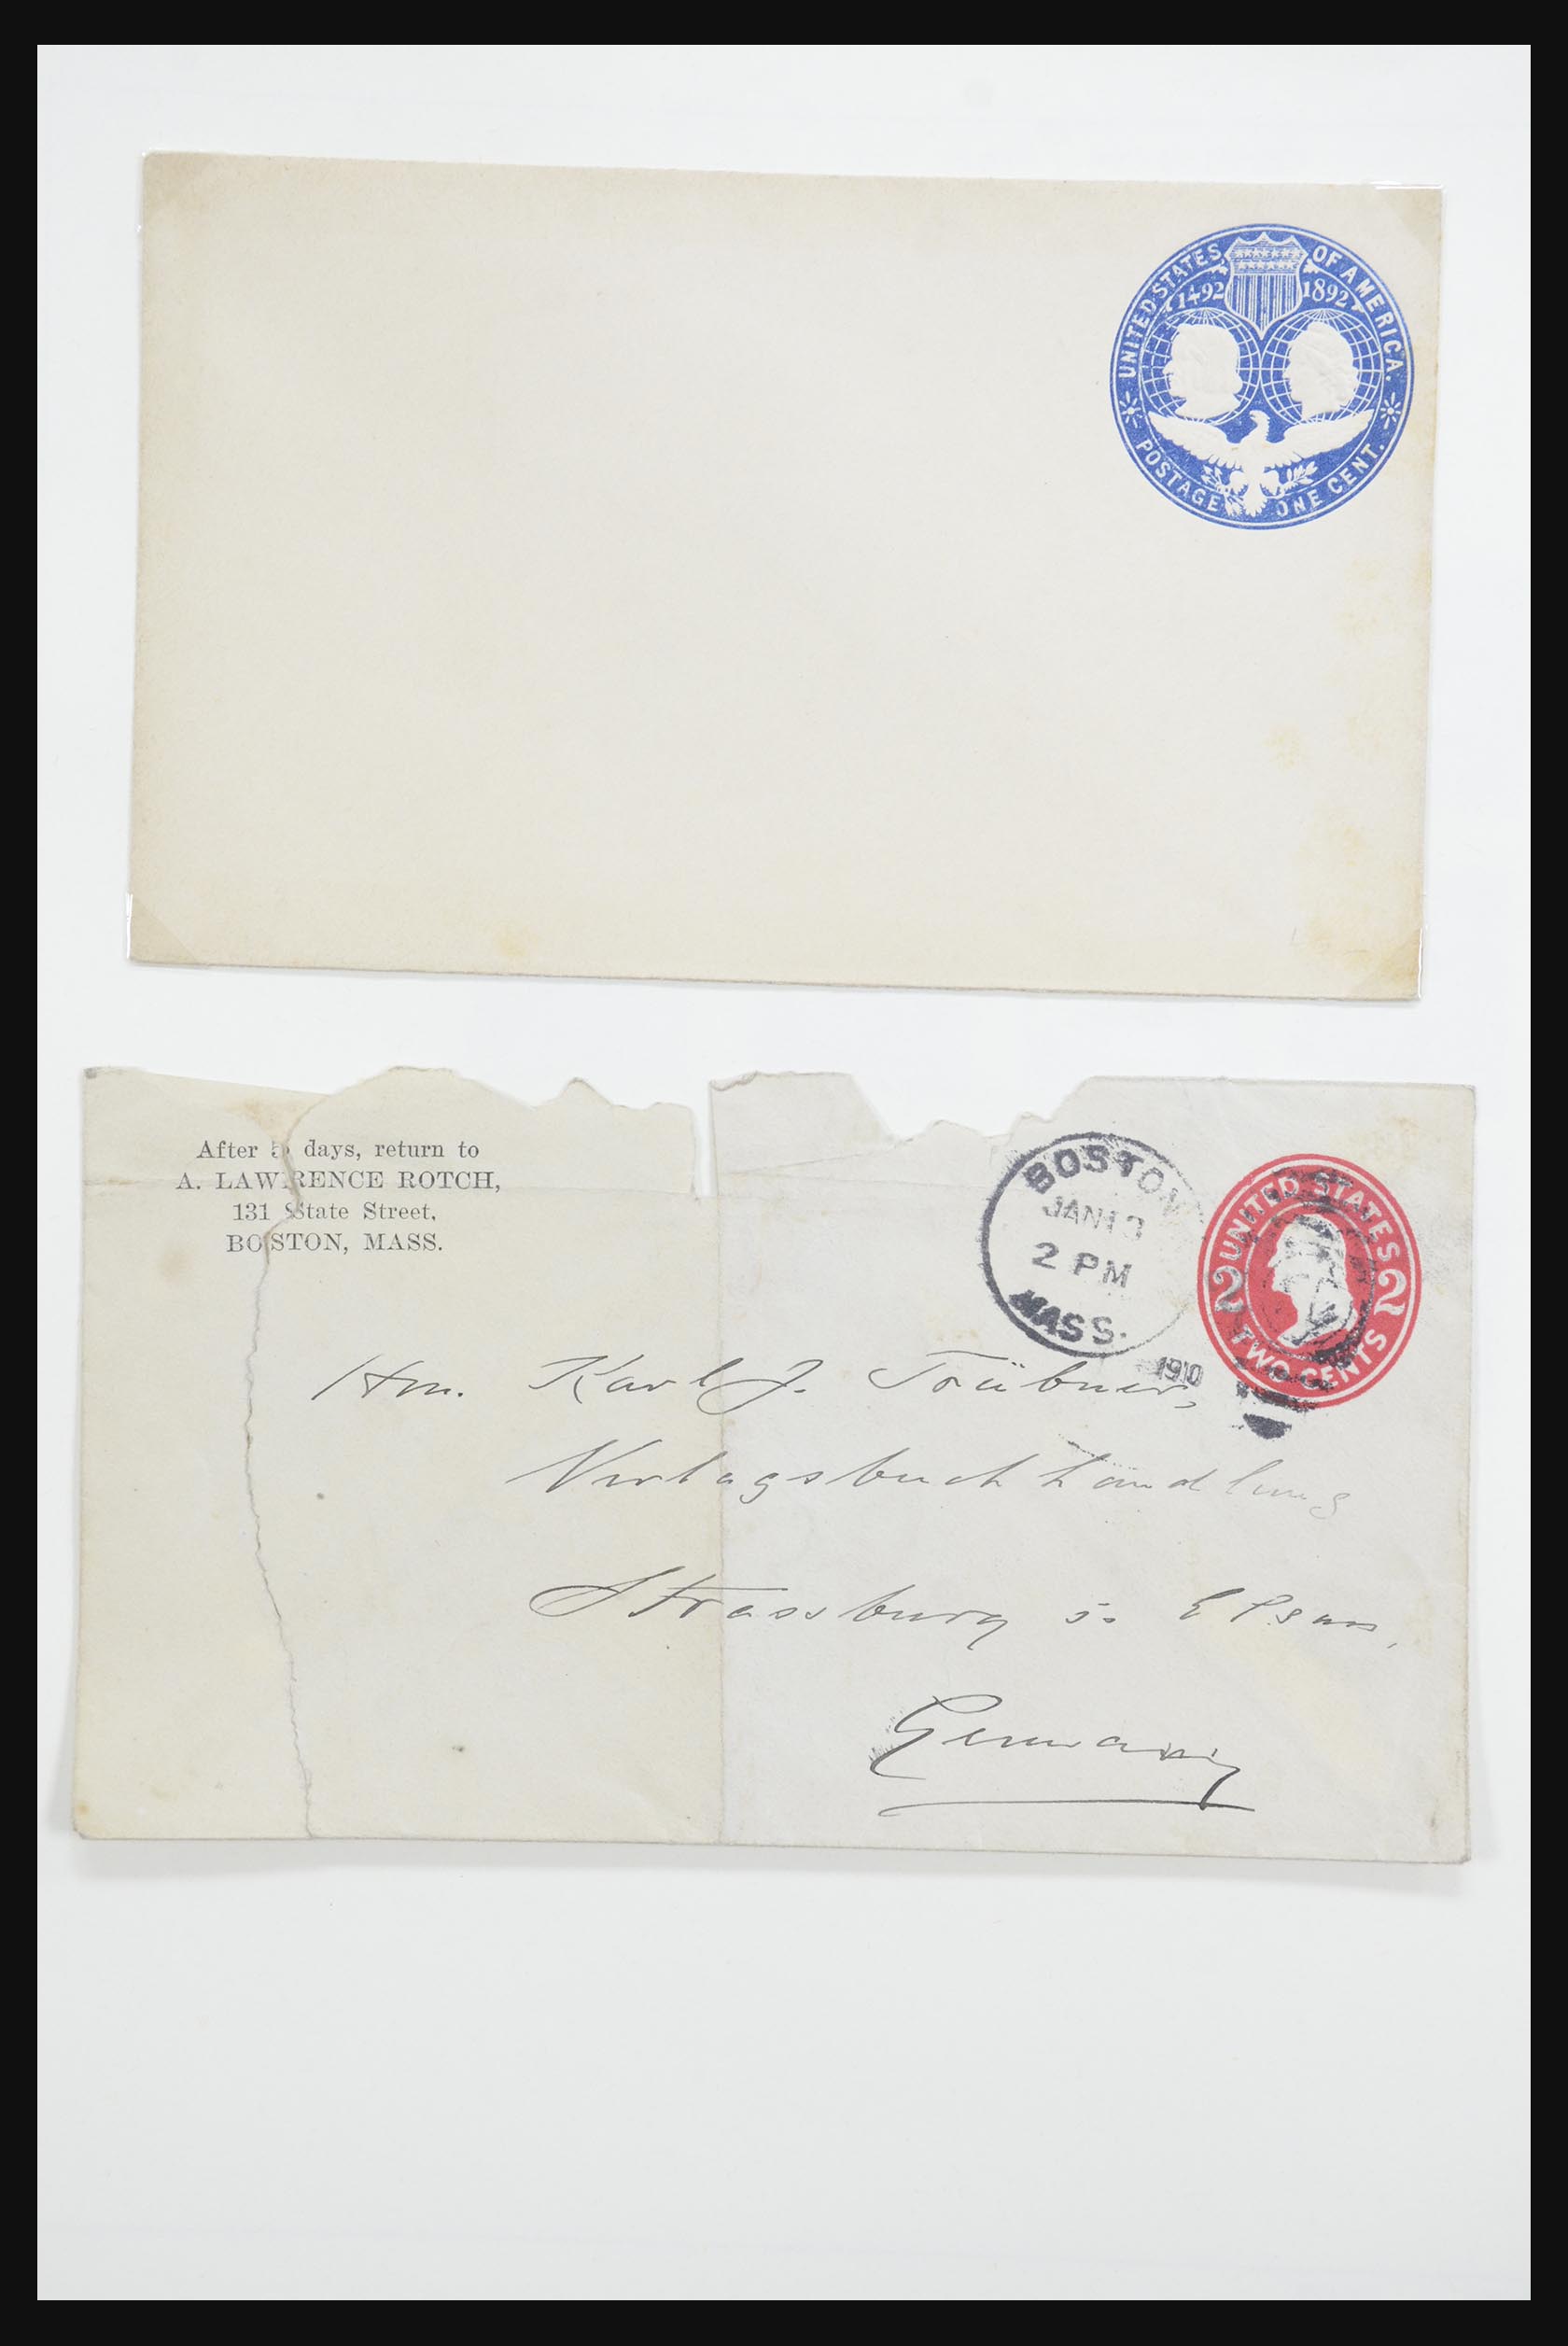 UNITED STATES OF AMERICA.
1492 1892
POSTAGE ONE CENT.
After 5 days, return to
A. LAWRENCE ROTCH,
131 State Street,
BOSTON, MASS.
BOSTON
JAN 13
2 PM
MASS.
1910
UNITED STATES
2 2
TWO CENTS
Hrn. Karl J. Trübner,
Verlagsbuchhandlung
Strassburg i. Elsass,
Germany